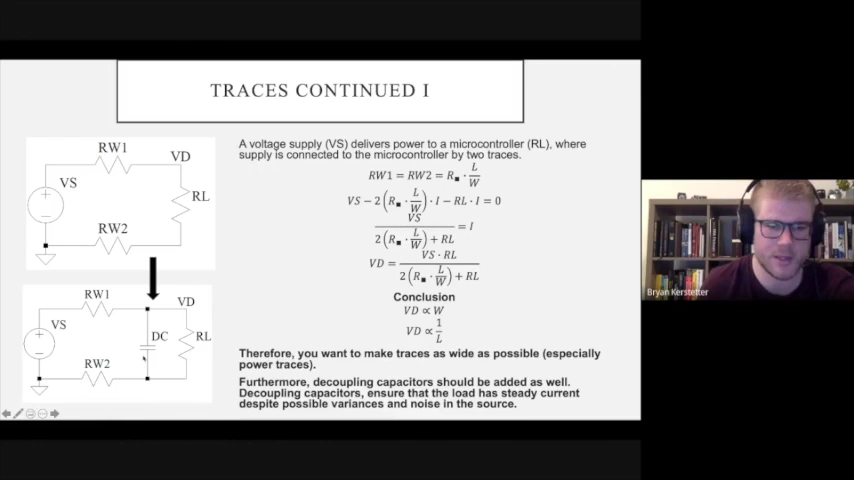 TRACES CONTINUED I
RW1
VD
VS
RL
RW2
RW1
VD
VS
DC
RL
RW2
A voltage supply (VS) delivers power to a microcontroller (RL), where
supply is connected to the microcontroller by two traces.
RW1 = RW2 = R■ · L/W
VS − 2(R■ · L/W) · I − RL · I = 0
VS / (2(R■ · L/W) + RL) = I
VD = VS · RL / (2(R■ · L/W) + RL)
Conclusion
VD ∝ W
VD ∝ 1/L
Therefore, you want to make traces as wide as possible (especially
power traces).
Furthermore, decoupling capacitors should be added as well.
Decoupling capacitors, ensure that the load has steady current
despite possible variances and noise in the source.
Bryan Kerstetter